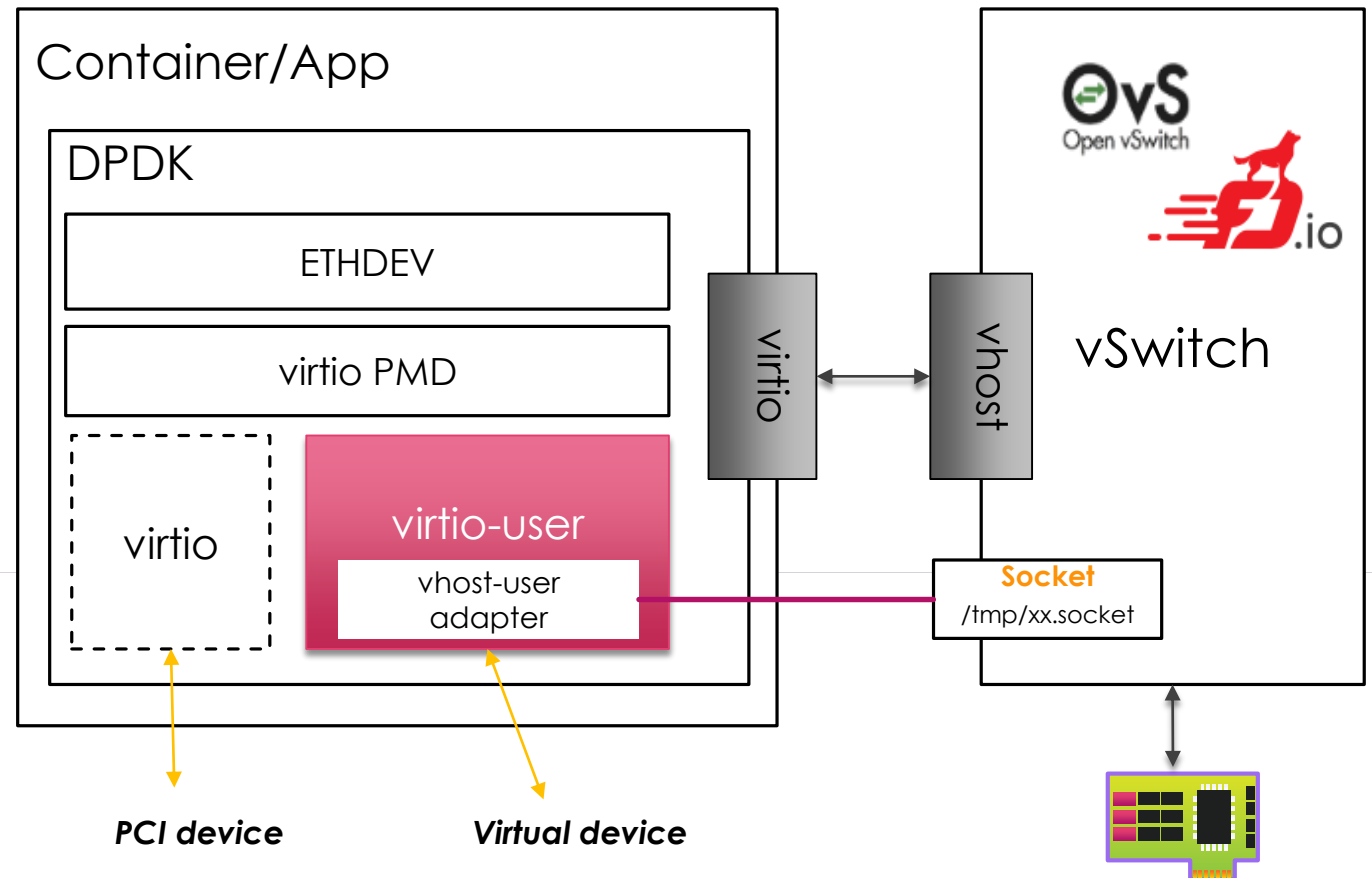 Container/App
DPDK
ETHDEV
virtio PMD
virtio
virtio-user
vhost-user
adapter
virtio
vhost
OvS
Open vSwitch
FD.io
vSwitch
Socket
/tmp/xx.socket
PCI device
Virtual device